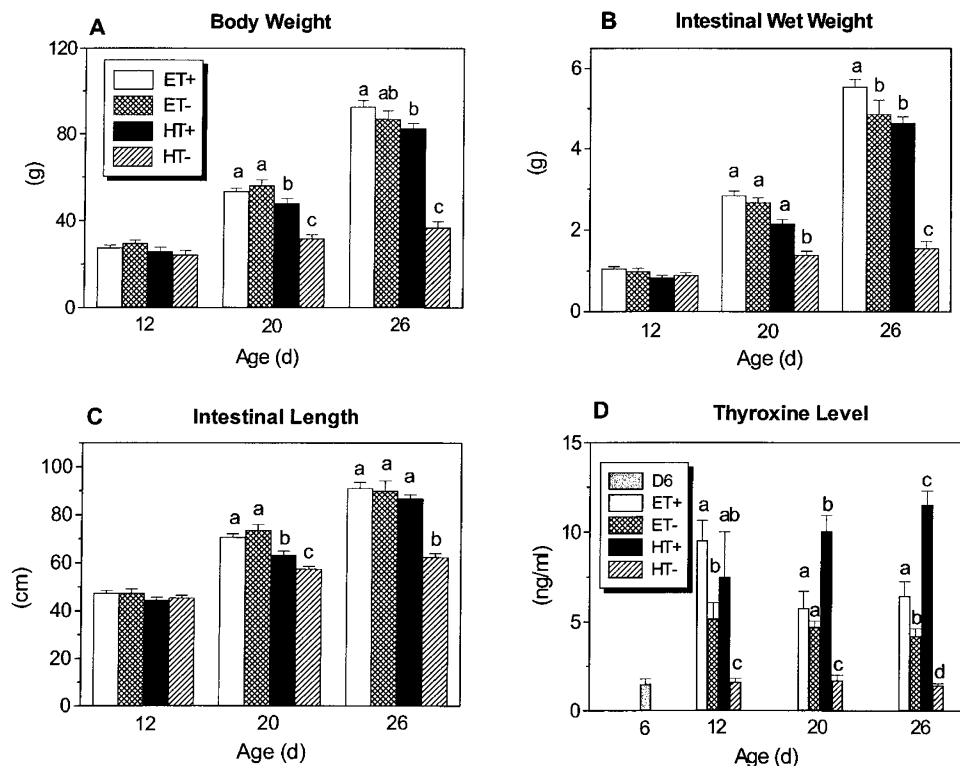 A Body Weight
120
80
40
0
(g)
ET+
ET-
HT+
HT-
a a b c
a ab b c
12 20 26
Age (d)
B Intestinal Wet Weight
6
4
2
0
(g)
a a a b
a b b c
12 20 26
Age (d)
C Intestinal Length
100
80
60
40
20
0
(cm)
a a b c
a a a b
12 20 26
Age (d)
D Thyroxine Level
15
10
5
0
(ng/ml)
D6
ET+
ET-
HT+
HT-
a b ab c
a a b c
a b c d
6 12 20 26
Age (d)